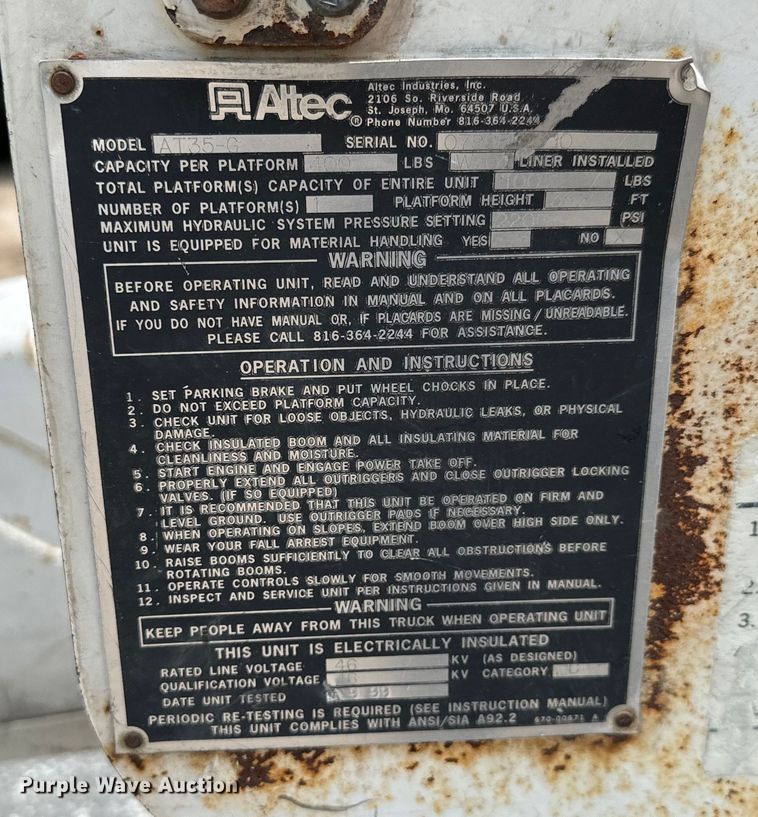 Altec
Altec Industries, Inc.
2106 So. Riverside Road
St. Joseph, Mo. 64507 U.S.A.
® Phone Number 816-364-2244
MODEL AT35-G SERIAL NO.
CAPACITY PER PLATFORM LBS LINER INSTALLED
TOTAL PLATFORM(S) CAPACITY OF ENTIRE UNIT LBS
NUMBER OF PLATFORM(S) 1 PLATFORM HEIGHT FT
MAXIMUM HYDRAULIC SYSTEM PRESSURE SETTING PSI
UNIT IS EQUIPPED FOR MATERIAL HANDLING YES NO X
WARNING
BEFORE OPERATING UNIT, READ AND UNDERSTAND ALL OPERATING
AND SAFETY INFORMATION IN MANUAL AND ON ALL PLACARDS.
IF YOU DO NOT HAVE MANUAL OR, IF PLACARDS ARE MISSING/UNREADABLE.
PLEASE CALL 816-364-2244 FOR ASSISTANCE.
OPERATION AND INSTRUCTIONS
1. SET PARKING BRAKE AND PUT WHEEL CHOCKS IN PLACE.
2. DO NOT EXCEED PLATFORM CAPACITY.
3. CHECK UNIT FOR LOOSE OBJECTS, HYDRAULIC LEAKS, OR PHYSICAL
DAMAGE.
4. CHECK INSULATED BOOM AND ALL INSULATING MATERIAL FOR
CLEANLINESS AND MOISTURE.
5. START ENGINE AND ENGAGE POWER TAKE OFF.
6. PROPERLY EXTEND ALL OUTRIGGERS AND CLOSE OUTRIGGER LOCKING
VALVES. (IF SO EQUIPPED)
7. IT IS RECOMMENDED THAT THIS UNIT BE OPERATED ON FIRM AND
LEVEL GROUND. USE OUTRIGGER PADS IF NECESSARY.
8. WHEN OPERATING ON SLOPES, EXTEND BOOM OVER HIGH SIDE ONLY.
9. WEAR YOUR FALL ARREST EQUIPMENT.
10. RAISE BOOMS SUFFICIENTLY TO CLEAR ALL OBSTRUCTIONS BEFORE
ROTATING BOOMS.
11. OPERATE CONTROLS SLOWLY FOR SMOOTH MOVEMENTS.
12. INSPECT AND SERVICE UNIT PER INSTRUCTIONS GIVEN IN MANUAL.
WARNING
KEEP PEOPLE AWAY FROM THIS TRUCK WHEN OPERATING UNIT
THIS UNIT IS ELECTRICALLY INSULATED
RATED LINE VOLTAGE 46 KV (AS DESIGNED)
QUALIFICATION VOLTAGE KV CATEGORY C
DATE UNIT TESTED
PERIODIC RE-TESTING IS REQUIRED (SEE INSTRUCTION MANUAL)
THIS UNIT COMPLIES WITH ANSI/SIA A92.2 670-00871 A
1.
2.
3.
Purple Wave Auction